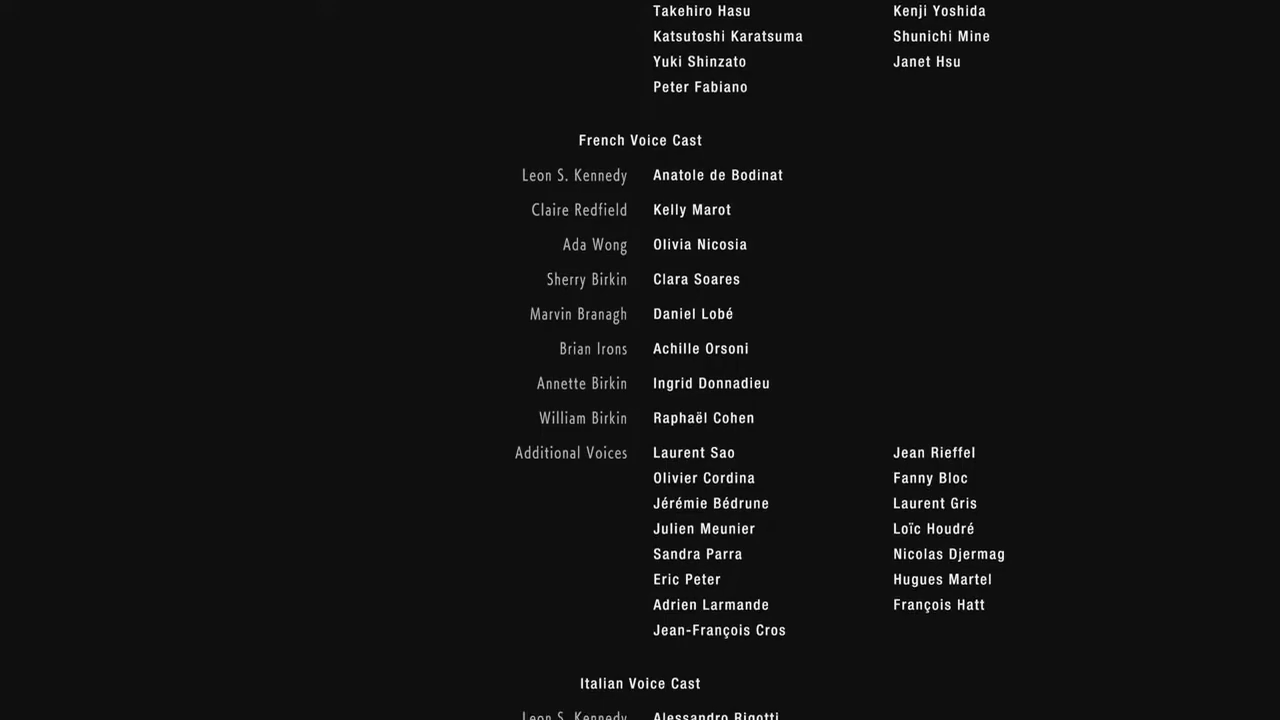 Takehiro Hasu Kenji Yoshida
Katsutoshi Karatsuma Shunichi Mine
Yuki Shinzato Janet Hsu
Peter Fabiano
French Voice Cast
Leon S. Kennedy Anatole de Bodinat
Claire Redfield Kelly Marot
Ada Wong Olivia Nicosia
Sherry Birkin Clara Soares
Marvin Branagh Daniel Lobé
Brian Irons Achille Orsoni
Annette Birkin Ingrid Donnadieu
William Birkin Raphaël Cohen
Additional Voices Laurent Sao Jean Rieffel
Olivier Cordina Fanny Bloc
Jérémie Bédrune Laurent Gris
Julien Meunier Loïc Houdré
Sandra Parra Nicolas Djermag
Eric Peter Hugues Martel
Adrien Larmande François Hatt
Jean-François Cros
Italian Voice Cast
Leon S. Kennedy Alessandro Rigotti